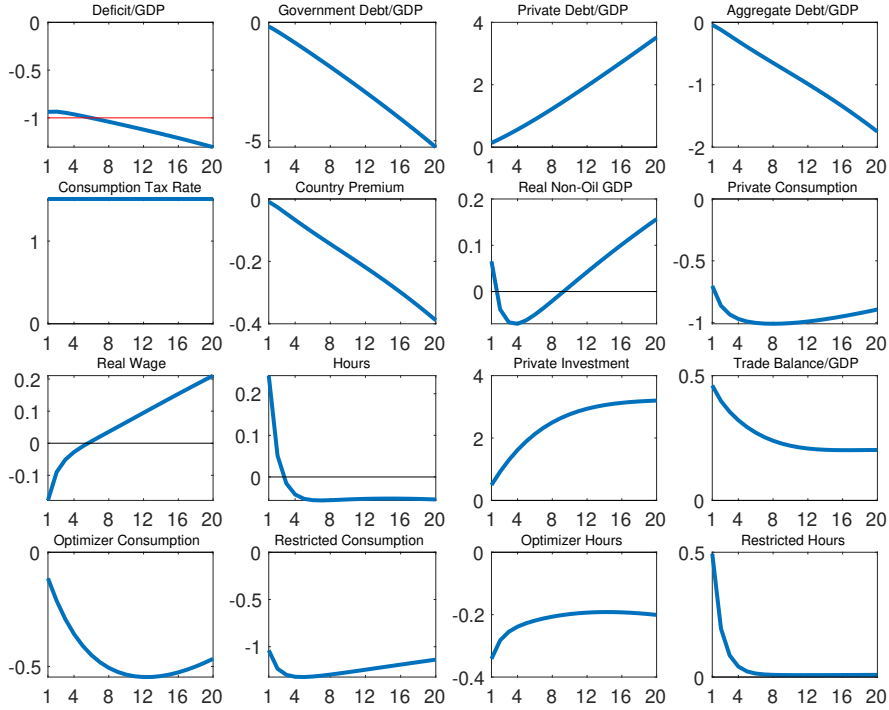 Deficit/GDP Government Debt/GDP Private Debt/GDP Aggregate Debt/GDP
0 0 4 0
-0.5 2 -1
-1 -5 0 -2
1 4 8 12 16 20 1 4 8 12 16 20 1 4 8 12 16 20 1 4 8 12 16 20
Consumption Tax Rate Country Premium Real Non-Oil GDP Private Consumption
1 0 0.2 0
0 -0.2 0.1 -0.5
-0.4 0 -1
1 4 8 12 16 20 1 4 8 12 16 20 1 4 8 12 16 20 1 4 8 12 16 20
Real Wage Hours Private Investment Trade Balance/GDP
0.2 0.2 4 0.5
0.1 0.1 2 0
0 0 0
-0.1
1 4 8 12 16 20 1 4 8 12 16 20 1 4 8 12 16 20 1 4 8 12 16 20
Optimizer Consumption Restricted Consumption Optimizer Hours Restricted Hours
0 0 0 0.5
-0.5 -0.5 -0.2 0
-1 -0.4
1 4 8 12 16 20 1 4 8 12 16 20 1 4 8 12 16 20 1 4 8 12 16 20